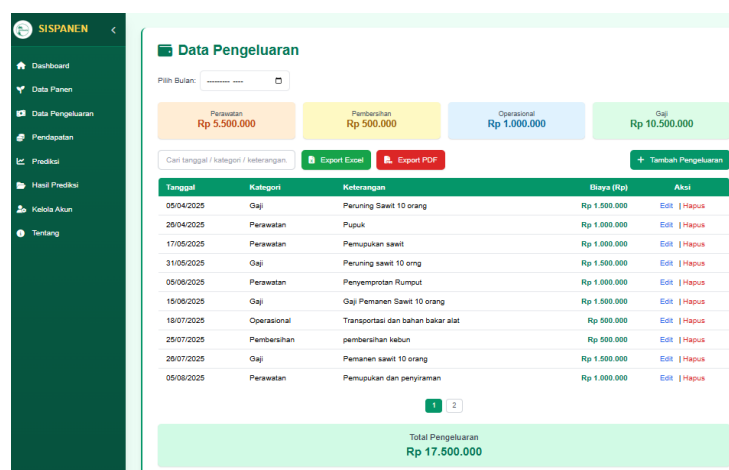 SISPANEN <
Dashboard
Data Panen
Data Pengeluaran
Pendapatan
Prediksi
Hasil Prediksi
Kelola Akun
Tentang
Data Pengeluaran
Pilih Bulan: --------- ----
Perawatan
Rp 5.500.000
Pembersihan
Rp 500.000
Operasional
Rp 1.000.000
Gaji
Rp 10.500.000
Cari tanggal / kategori / keterangan. Export Excel Export PDF + Tambah Pengeluaran
Tanggal Kategori Keterangan Biaya (Rp) Aksi
05/04/2025 Gaji Peruning Sawit 10 orang Rp 1.500.000 Edit | Hapus
26/04/2025 Perawatan Pupuk Rp 1.000.000 Edit | Hapus
17/05/2025 Perawatan Pemupukan sawit Rp 1.000.000 Edit | Hapus
31/05/2025 Gaji Peruning sawit 10 orng Rp 1.500.000 Edit | Hapus
05/06/2025 Perawatan Penyemprotan Rumput Rp 1.000.000 Edit | Hapus
15/06/2025 Gaji Gaji Pemanen Sawit 10 orang Rp 1.500.000 Edit | Hapus
18/07/2025 Operasional Transportasi dan bahan bakar alat Rp 500.000 Edit | Hapus
25/07/2025 Pembersihan pembersihan kebun Rp 500.000 Edit | Hapus
26/07/2025 Gaji Pemanen sawit 10 orang Rp 1.500.000 Edit | Hapus
05/08/2025 Perawatan Pemupukan dan penyiraman Rp 1.000.000 Edit | Hapus
1 2
Total Pengeluaran
Rp 17.500.000